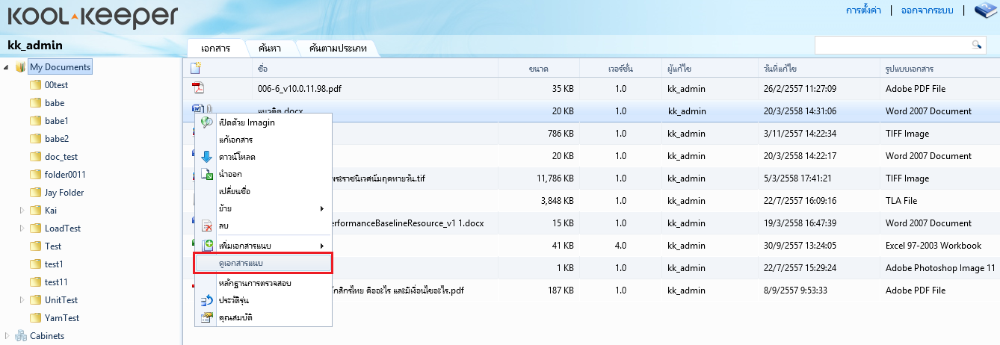 KOOL-KEEPER
การตั้งค่า | ออกจากระบบ |
kk_admin
เอกสาร ค้นหา ค้นตามประเภท
My Documents
00test
babe
babe1
babe2
doc_test
folder0011
Jay Folder
Kai
LoadTest
Test
test1
test11
UnitTest
YamTest
Cabinets
ชื่อ ขนาด เวอร์ชั่น ผู้แก้ไข วันที่แก้ไข รูปแบบเอกสาร
006-6_v10.0.11.98.pdf 35 KB 1.0 kk_admin 26/2/2557 11:27:09 Adobe PDF File
แนวคิด.docx 20 KB 1.0 kk_admin 20/3/2558 14:31:06 Word 2007 Document
786 KB 1.0 kk_admin 3/11/2557 14:22:34 TIFF Image
20 KB 1.0 kk_admin 20/3/2558 14:22:17 Word 2007 Document
พระราชนิเวศน์มฤคทายวัน.tif 11,786 KB 1.0 kk_admin 5/3/2558 17:41:21 TIFF Image
3,848 KB 1.0 kk_admin 22/7/2557 16:09:16 TLA File
erformanceBaselineResource_v1 1.docx 15 KB 1.0 kk_admin 19/3/2558 16:47:39 Word 2007 Document
41 KB 4.0 kk_admin 30/9/2557 13:24:05 Excel 97-2003 Workbook
1 KB 1.0 kk_admin 22/7/2557 15:29:24 Adobe Photoshop Image 11
กสิกรไทย คืออะไร และมีเงื่อนไขอะไร.pdf 187 KB 1.0 kk_admin 8/9/2557 9:53:33 Adobe PDF File
เปิดด้วย Imagin
แก้เอกสาร
ดาวน์โหลด
นำออก
เปลี่ยนชื่อ
ย้าย
ลบ
เพิ่มเอกสารแนบ
ดูเอกสารแนบ
หลักฐานการตรวจสอบ
ประวัติรุ่น
คุณสมบัติ